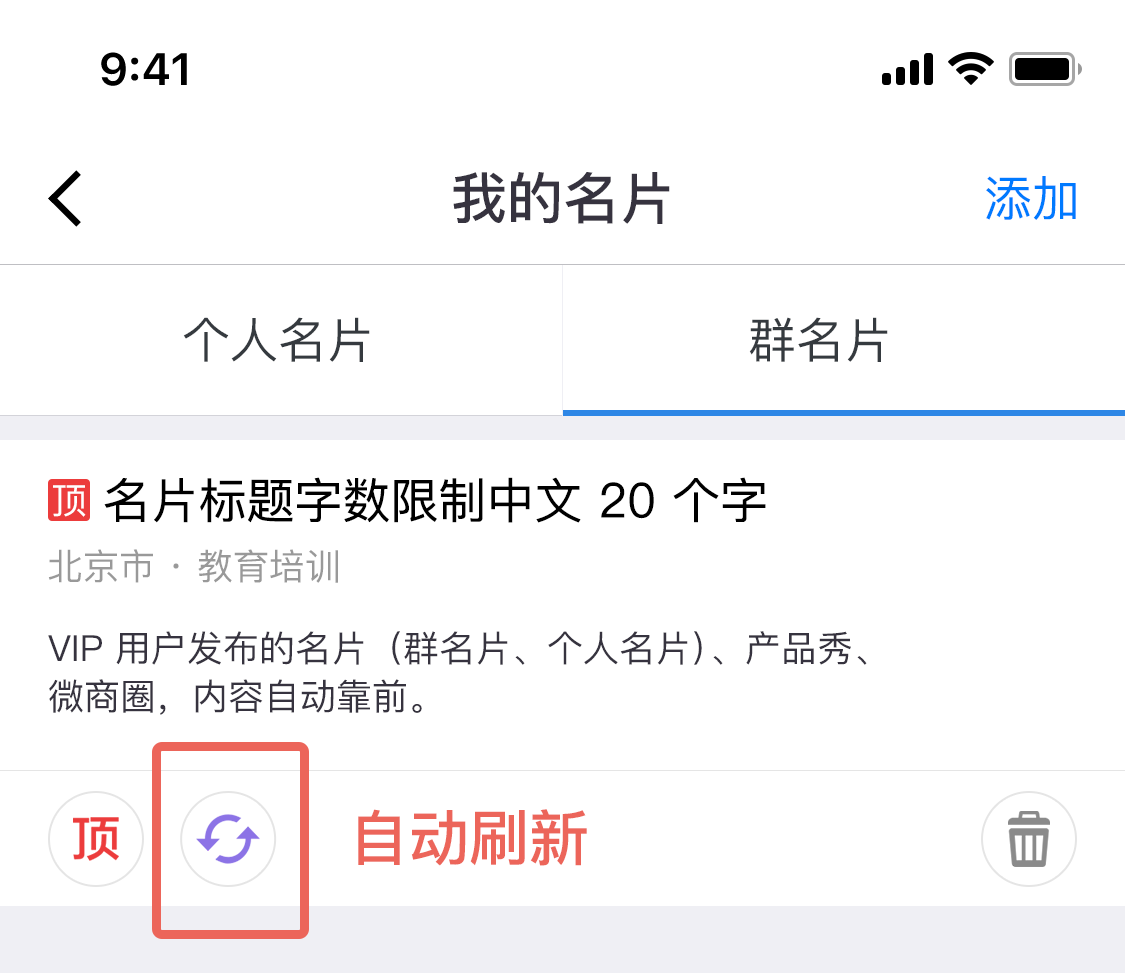 9:41
我的名片
添加
个人名片
群名片
顶 名片标题字数限制中文 20 个字
北京市 · 教育培训
VIP 用户发布的名片（群名片、个人名片）、产品秀、
微商圈，内容自动靠前。
顶
自动刷新